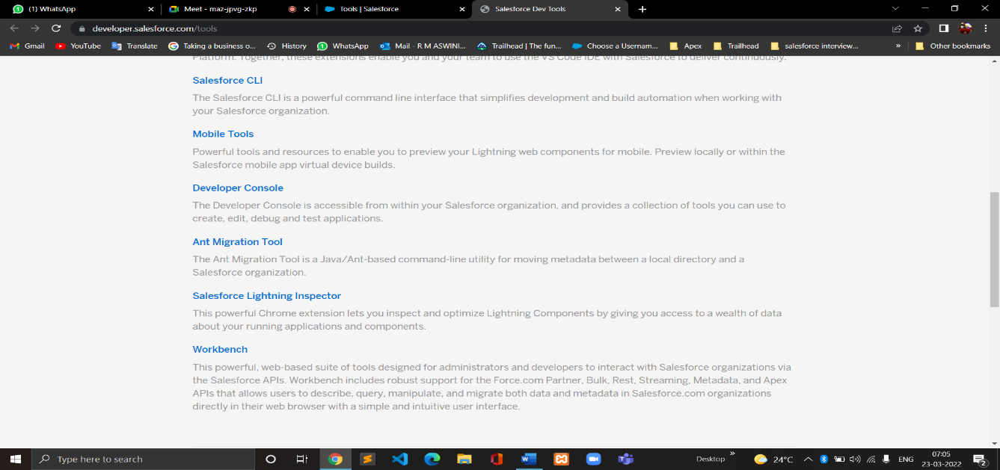 (1) WhatsApp
Meet - maz-jpvg-zkp
Tools | Salesforce
Salesforce Dev Tools
developer.salesforce.com/tools
Gmail
YouTube
Translate
Taking a business o...
History
WhatsApp
Mail - R M ASWINI...
Trailhead | The fun...
Choose a Usernam...
Apex
Trailhead
salesforce interview...
»
Other bookmarks
Platform. Together, these extensions enable you and your team to use the VS Code IDE with Salesforce to deliver continuously.
Salesforce CLI
The Salesforce CLI is a powerful command line interface that simplifies development and build automation when working with
your Salesforce organization.
Mobile Tools
Powerful tools and resources to enable you to preview your Lightning web components for mobile. Preview locally or within the
Salesforce mobile app virtual device builds.
Developer Console
The Developer Console is accessible from within your Salesforce organization, and provides a collection of tools you can use to
create, edit, debug and test applications.
Ant Migration Tool
The Ant Migration Tool is a Java/Ant-based command-line utility for moving metadata between a local directory and a
Salesforce organization.
Salesforce Lightning Inspector
This powerful Chrome extension lets you inspect and optimize Lightning Components by giving you access to a wealth of data
about your running applications and components.
Workbench
This powerful, web-based suite of tools designed for administrators and developers to interact with Salesforce organizations via
the Salesforce APIs. Workbench includes robust support for the Force.com Partner, Bulk, Rest, Streaming, Metadata, and Apex
APIs that allows users to describe, query, manipulate, and migrate both data and metadata in Salesforce.com organizations
directly in their web browser with a simple and intuitive user interface.
Type here to search
Desktop
»
24°C
ENG
07:05
23-03-2022
2